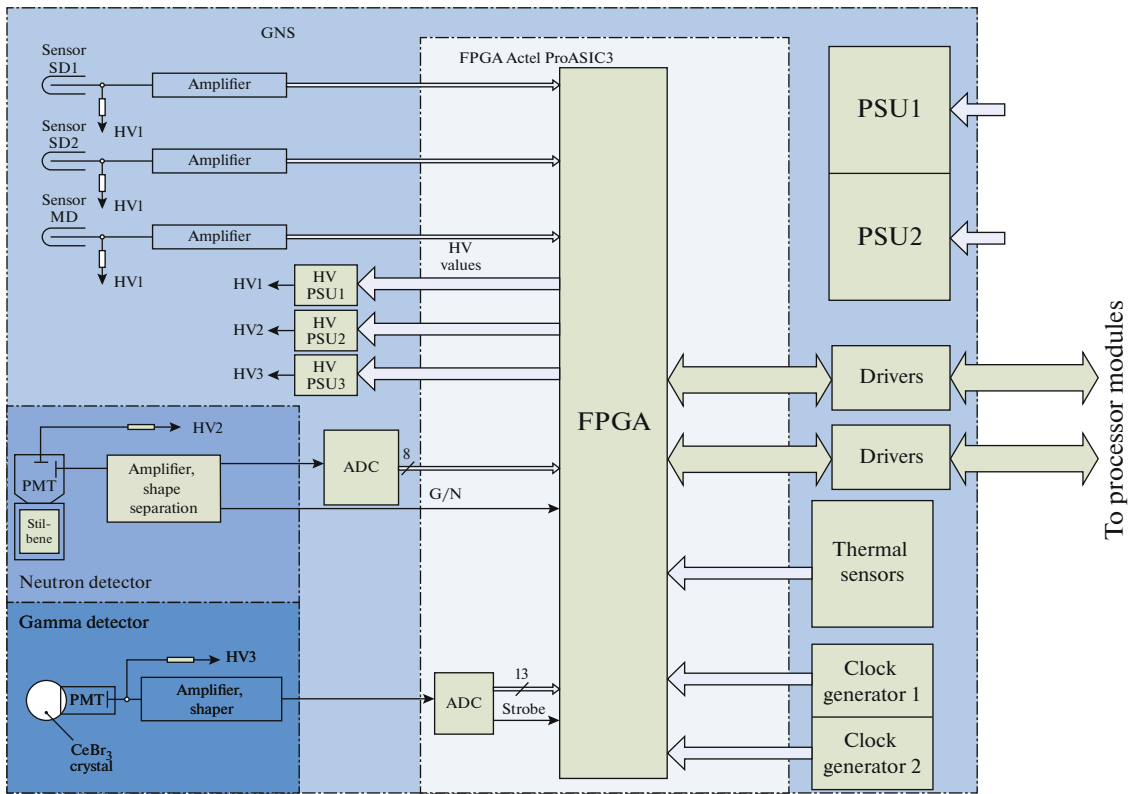 GNS
FPGA Actel ProASIC3
Sensor
SD1
Amplifier
HV1
Sensor
SD2
Amplifier
HV1
Sensor
MD
Amplifier
HV1
HV
values
HV1
HV
PSU1
HV2
HV
PSU2
HV3
HV
PSU3
FPGA
PSU1
PSU2
Drivers
Drivers
To processor modules
HV2
PMT
Amplifier,
shape
separation
ADC
8
G/N
Stil-
bene
Neutron detector
Thermal
sensors
Gamma detector
HV3
PMT
Amplifier,
shaper
ADC
13
Strobe
CeBr3
crystal
Clock
generator 1
Clock
generator 2